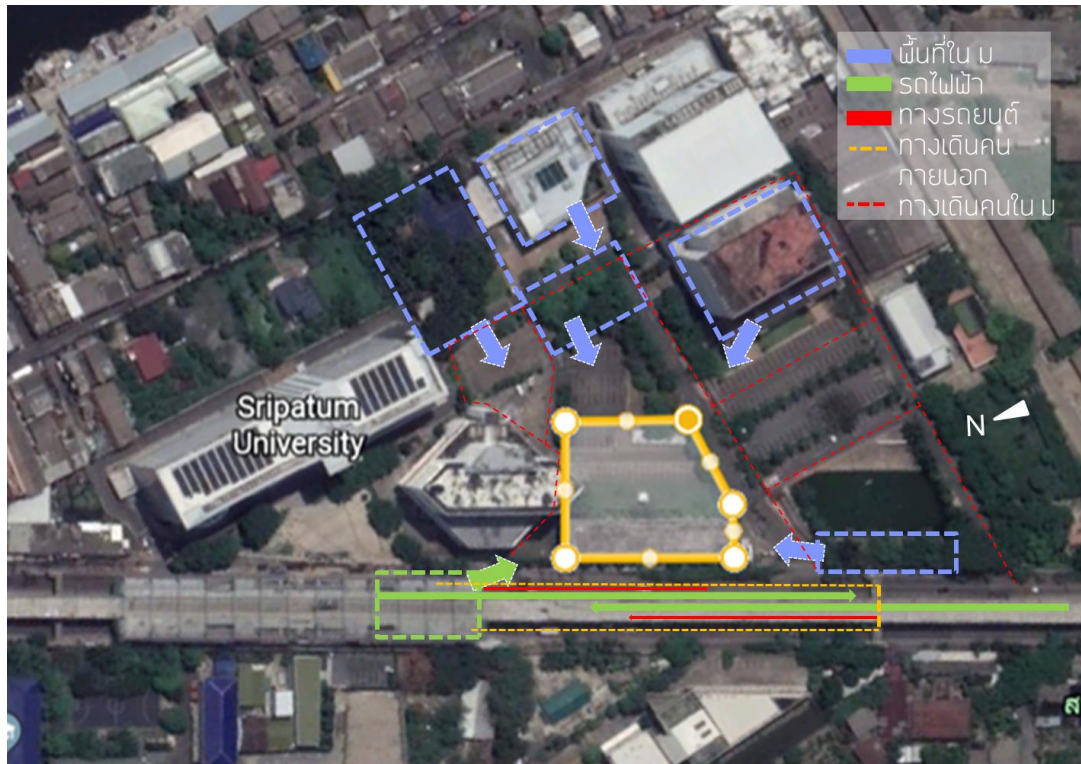 พื้นที่ใน ม
รถไฟฟ้า
ทางรถยนต์
ทางเดินคน
ภายนอก
ทางเดินคนใน ม
Sripatum
University
N